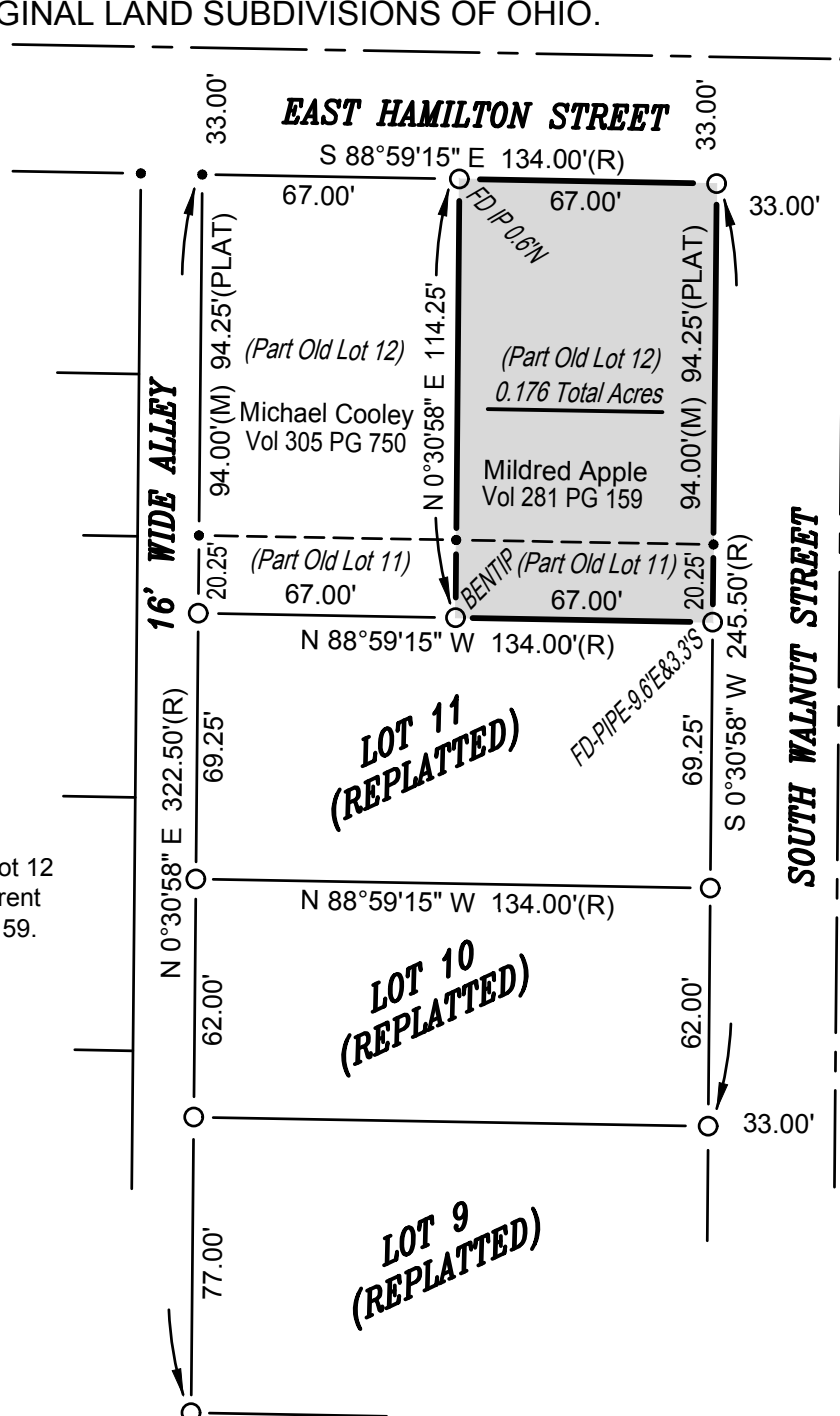 GINAL LAND SUBDIVISIONS OF OHIO.
33.00'
EAST HAMILTON STREET
33.00'
S 88°59'15" E 134.00'(R)
67.00'
67.00'
33.00'
FD IP 0.6'N
94.00'(M) 94.25'(PLAT)
(Part Old Lot 12)
Michael Cooley
Vol 305 PG 750
N 0°30'58" E 114.25'
(Part Old Lot 12)
0.176 Total Acres
Mildred Apple
Vol 281 PG 159
94.00'(M) 94.25'(PLAT)
16' WIDE ALLEY
SOUTH WALNUT STREET
20.25'
(Part Old Lot 11)
67.00'
BENTIP
(Part Old Lot 11)
67.00'
20.25'
S 0°30'58" W 245.50'(R)
N 88°59'15" W 134.00'(R)
FD-PIPE-9.6'E&3.3'S
N 0°30'58" E 322.50'(R)
69.25'
LOT 11
(REPLATTED)
69.25'
ot 12
rent
59.
N 88°59'15" W 134.00'(R)
62.00'
LOT 10
(REPLATTED)
62.00'
33.00'
77.00'
LOT 9
(REPLATTED)